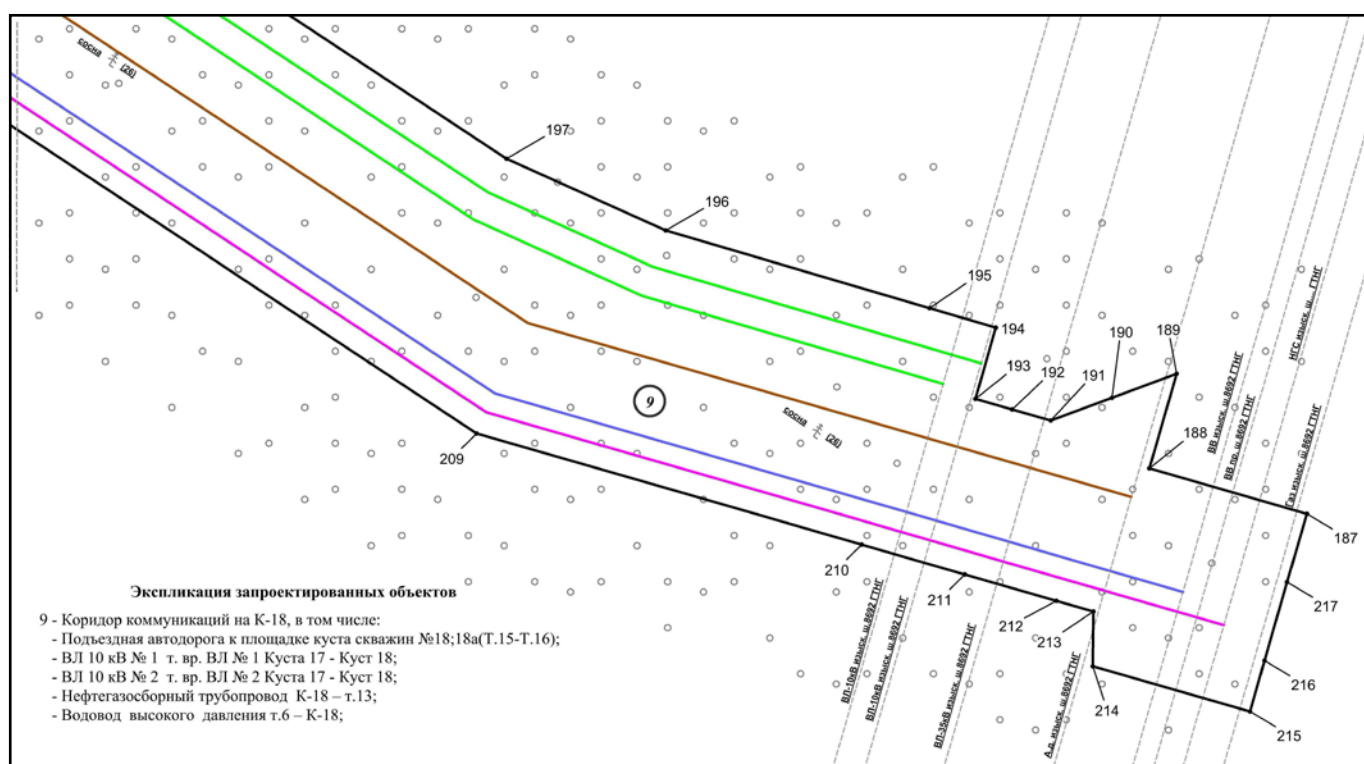 сосна
(26)
197
196
195
194
193
192
191
190
189
188
187
9
сосна
(26)
НГС изыск. ш.... ГТНГ
ВВ изыск. ш.8692 ГТНГ
ВВ пр. ш.8692 ГТНГ
Газ изыск. ш.8692 ГТНГ
209
210
211
212
213
214
215
216
217
ВЛ-10кВ изыск. ш.8692 ГТНГ
ВЛ-10кВ изыск. ш.8692 ГТНГ
ВЛ-35кВ изыск. ш.8692 ГТНГ
А.д. изыск. ш.8692 ГТНГ
Экспликация запроектированных объектов
9 - Коридор коммуникаций на К-18, в том числе:
- Подъездная автодорога к площадке куста скважин №18;18а(Т.15-Т.16);
- ВЛ 10 кВ № 1 т. вр. ВЛ № 1 Куста 17 - Куст 18;
- ВЛ 10 кВ № 2 т. вр. ВЛ № 2 Куста 17 - Куст 18;
- Нефтегазосборный трубопровод К-18 – т.13;
- Водовод высокого давления т.6 – К-18;